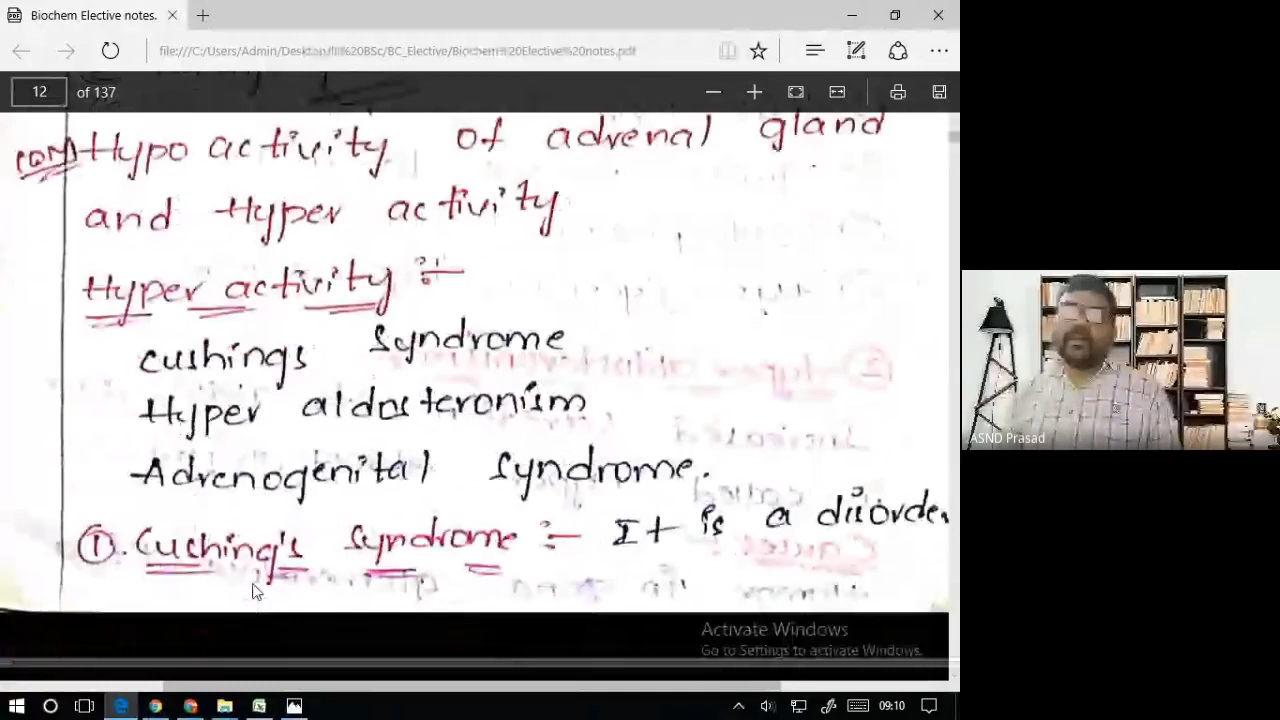 Biochem Elective notes.
file:///C:/Users/Admin/Desktop/III%20BSc/BC_Elective/Biochem%20Elective%20notes.pdf
12 of 137
Hypo activity of adrenal gland
and Hyper activity
Hyper activity :-
cushings syndrome
Hyper aldosteronism
Adrenogenital syndrome.
①. Cushing's syndrome :- It is a disorder
ASND Prasad
Activate Windows
Go to Settings to activate Windows.
09:10